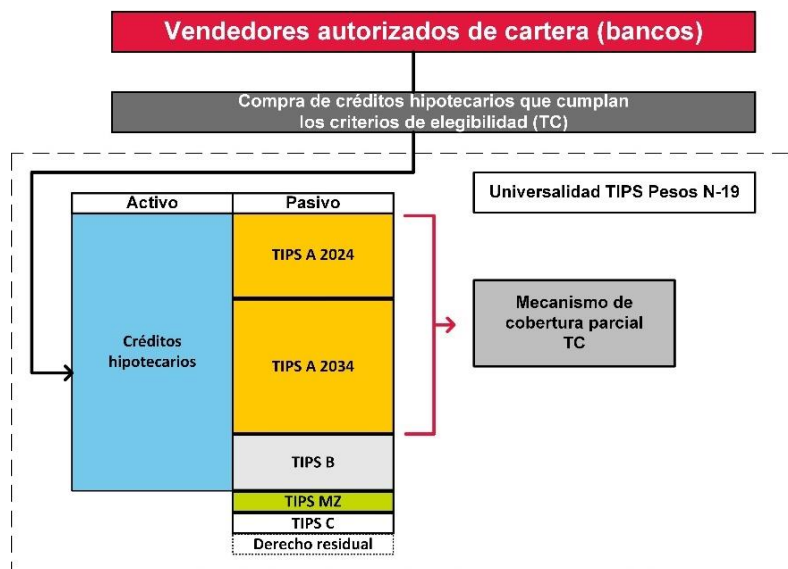 Vendedores autorizados de cartera (bancos)
Compra de créditos hipotecarios que cumplan
los criterios de elegibilidad (TC)
Universalidad TIPS Pesos N-19
Activo
Pasivo
TIPS A 2024
Créditos
hipotecarios
TIPS A 2034
Mecanismo de
cobertura parcial
TC
TIPS B
TIPS MZ
TIPS C
Derecho residual